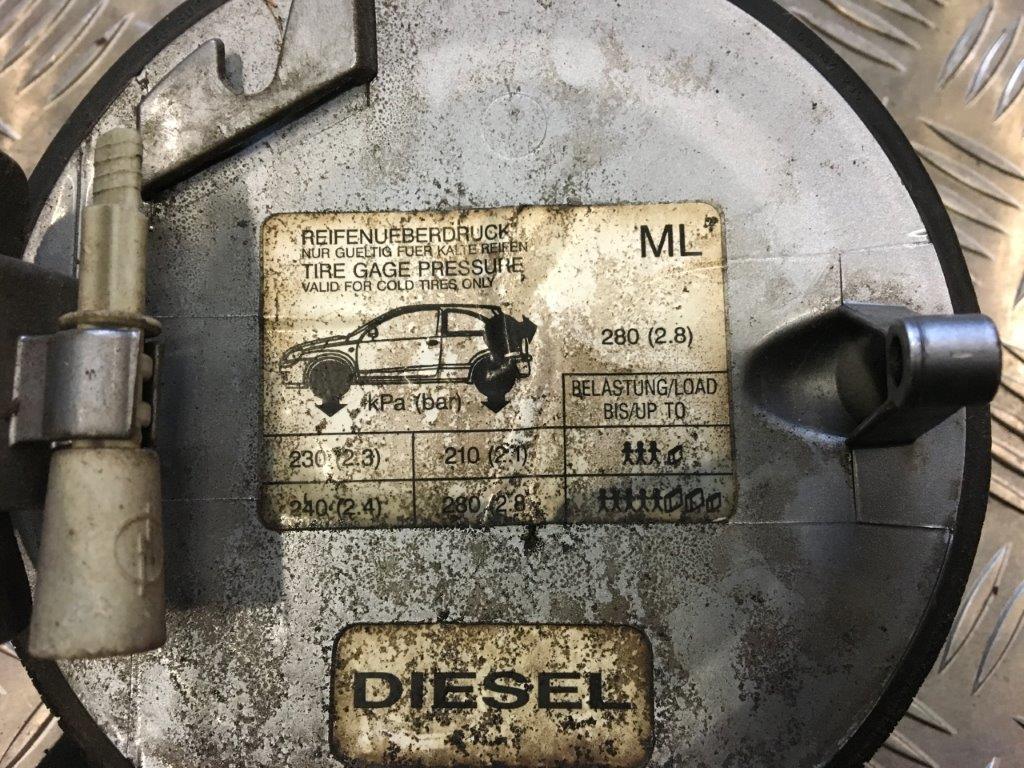 REIFENUEBERDRUCK
NUR GUELTIG FUER KALTE REIFEN
TIRE GAGE PRESSURE
VALID FOR COLD TIRES ONLY
ML
280 (2.8)
kPa (bar)
BELASTUNG/LOAD
BIS/UP TO
230 (2.3) 210 (2.1)
240 (2.4) 280 (2.8)
DIESEL